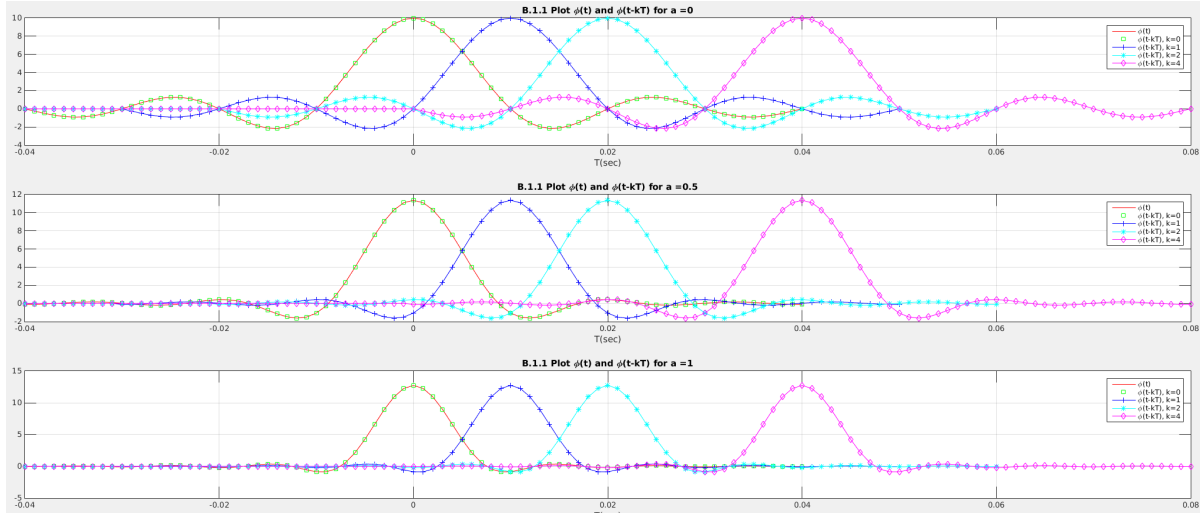 B.1.1 Plot ϕ(t) and ϕ(t-kT) for a =0
10
8
6
4
2
0
-2
-4
-0.04
-0.02
0
0.02
0.04
0.06
0.08
T(sec)
ϕ(t)
ϕ(t-kT), k=0
ϕ(t-kT), k=1
ϕ(t-kT), k=2
ϕ(t-kT), k=4
B.1.1 Plot ϕ(t) and ϕ(t-kT) for a =0.5
12
10
8
6
4
2
0
-2
-0.04
-0.02
0
0.02
0.04
0.06
0.08
T(sec)
ϕ(t)
ϕ(t-kT), k=0
ϕ(t-kT), k=1
ϕ(t-kT), k=2
ϕ(t-kT), k=4
B.1.1 Plot ϕ(t) and ϕ(t-kT) for a =1
15
10
5
0
-5
-0.04
-0.02
0
0.02
0.04
0.06
0.08
T(sec)
ϕ(t)
ϕ(t-kT), k=0
ϕ(t-kT), k=1
ϕ(t-kT), k=2
ϕ(t-kT), k=4